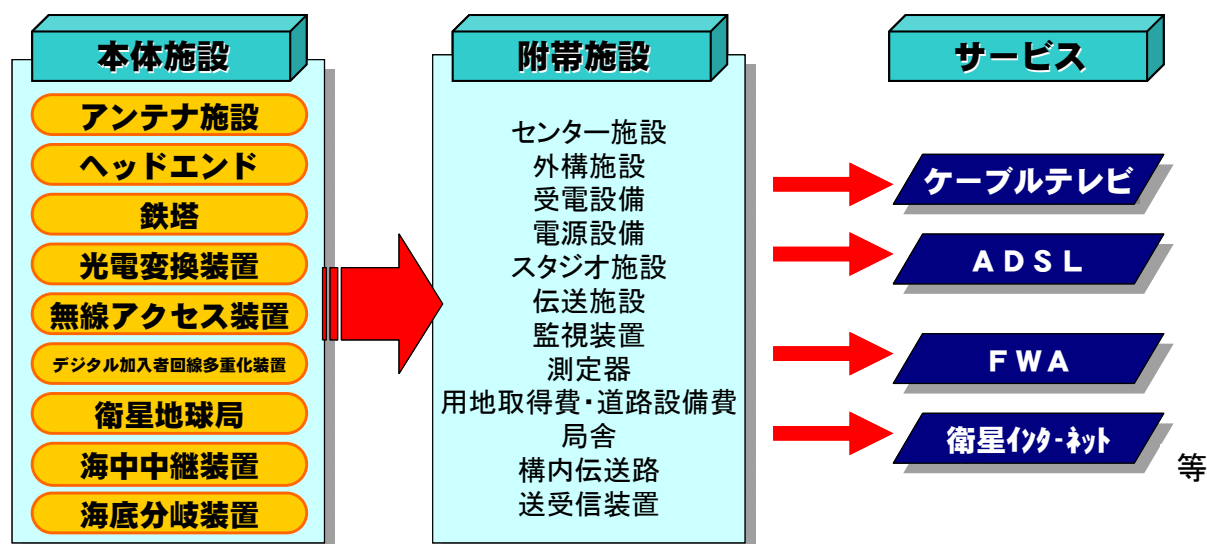 本体施設
アンテナ施設
ヘッドエンド
鉄塔
光電変換装置
無線アクセス装置
デジタル加入者回線多重化装置
衛星地球局
海中中継装置
海底分岐装置
附帯施設
センター施設
外構施設
受電設備
電源設備
スタジオ施設
伝送施設
監視装置
測定器
用地取得費・道路設備費
局舎
構内伝送路
送受信装置
サービス
ケーブルテレビ
ＡＤＳＬ
ＦＷＡ
衛星ｲﾝﾀｰﾈｯﾄ
等